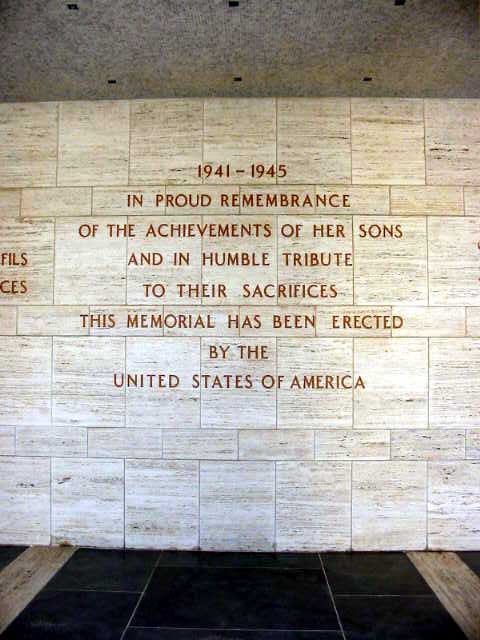 1941 – 1945
IN PROUD REMEMBRANCE
OF THE ACHIEVEMENTS OF HER SONS
AND IN HUMBLE TRIBUTE
TO THEIR SACRIFICES
THIS MEMORIAL HAS BEEN ERECTED
BY THE
UNITED STATES OF AMERICA
FILS
CES